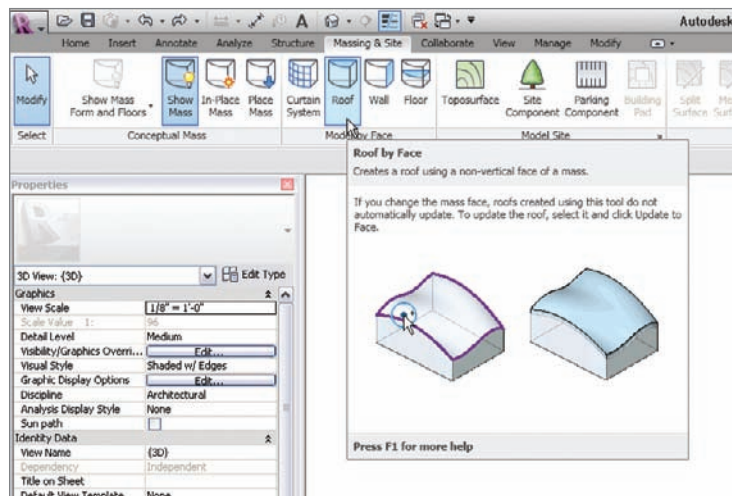 Autodesk
Home Insert Annotate Analyze Structure Massing & Site Collaborate View Manage Modify
Modify
Show Mass
Form and Floors
Show
Mass
In-Place
Mass
Place
Mass
Curtain
System
Roof
Wall
Floor
Toposurface
Site
Component
Parking
Component
Building
Pad
Split
Surface
Select
Conceptual Mass
Model by Face
Model Site
Roof by Face
Creates a roof using a non-vertical face of a mass.
If you change the mass face, roofs created using this tool do not
automatically update. To update the roof, select it and click Update to
Face.
Press F1 for more help
Properties
3D View: {3D}
Edit Type
Graphics
View Scale 1/8" = 1'-0"
Scale Value 1: 96
Detail Level Medium
Visibility/Graphics Overri... Edit...
Visual Style Shaded w/ Edges
Graphic Display Options Edit...
Discipline Architectural
Analysis Display Style None
Sun path
Identity Data
View Name {3D}
Dependency Independent
Title on Sheet
Default View Template None